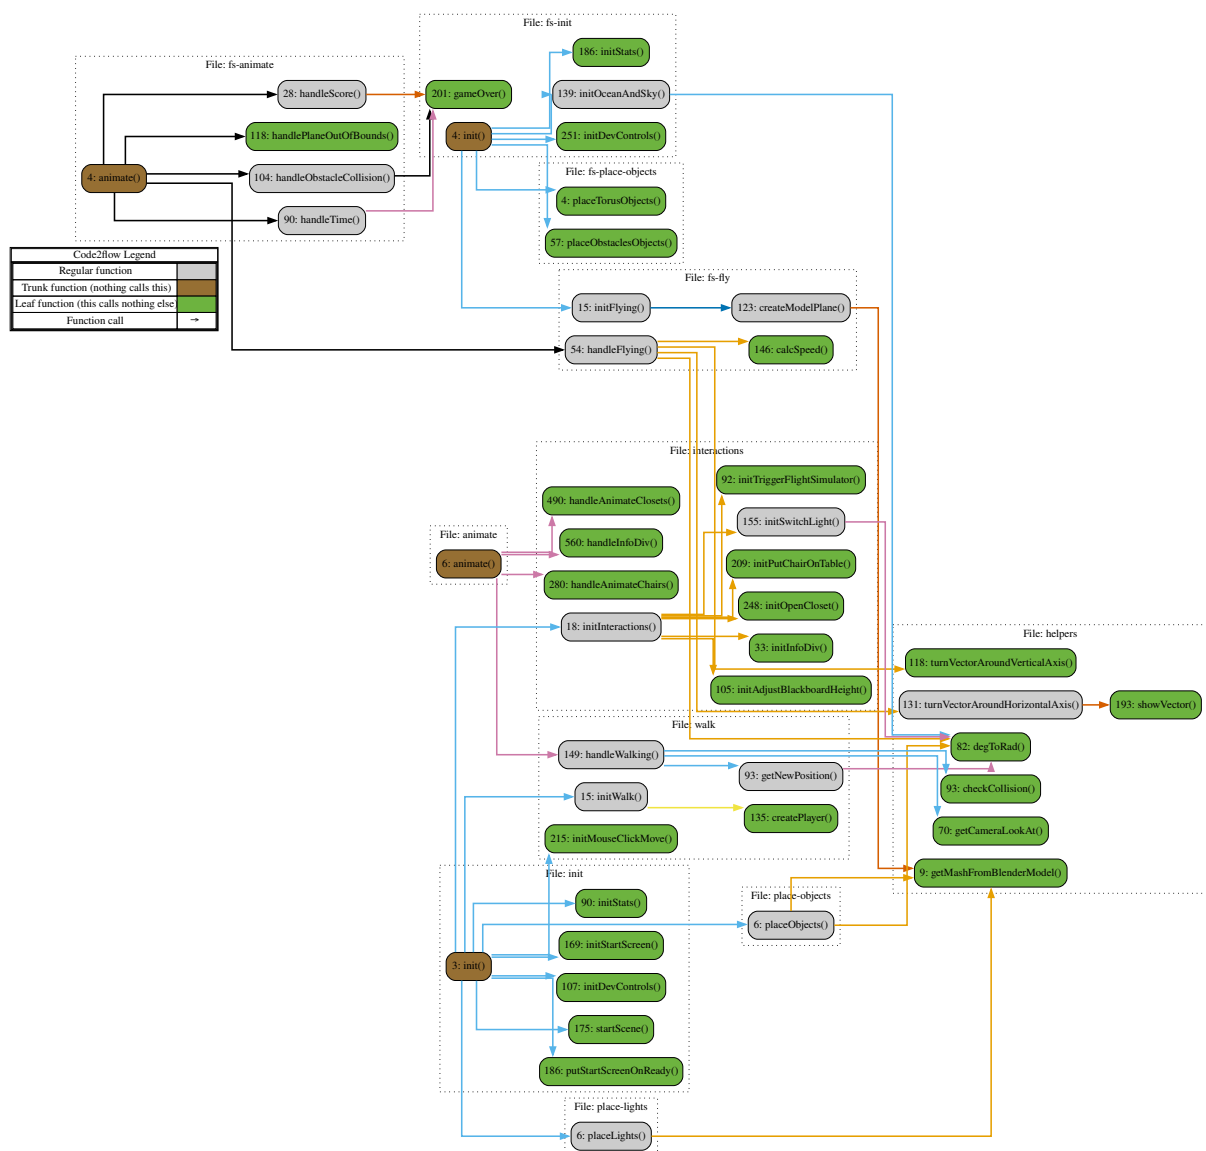 File: fs-init
186: initStats()
139: initOceanAndSky()
201: gameOver()
4: init()
251: initDevControls()
File: fs-animate
28: handleScore()
118: handlePlaneOutOfBounds()
4: animate()
104: handleObstacleCollision()
90: handleTime()
File: fs-place-objects
4: placeTorusObjects()
57: placeObstaclesObjects()
Code2flow Legend
Regular function
Trunk function (nothing calls this)
Leaf function (this calls nothing else)
Function call
→
File: fs-fly
15: initFlying()
123: createModelPlane()
54: handleFlying()
146: calcSpeed()
File: interactions
92: initTriggerFlightSimulator()
490: handleAnimateClosets()
155: initSwitchLight()
560: handleInfoDiv()
209: initPutChairOnTable()
280: handleAnimateChairs()
248: initOpenCloset()
18: initInteractions()
33: initInfoDiv()
105: initAdjustBlackboardHeight()
File: animate
6: animate()
File: helpers
118: turnVectorAroundVerticalAxis()
131: turnVectorAroundHorizontalAxis()
193: showVector()
82: degToRad()
93: checkCollision()
70: getCameraLookAt()
9: getMashFromBlenderModel()
File: walk
149: handleWalking()
93: getNewPosition()
15: initWalk()
135: createPlayer()
215: initMouseClickMove()
File: init
90: initStats()
169: initStartScreen()
3: init()
107: initDevControls()
175: startScene()
186: putStartScreenOnReady()
File: place-objects
6: placeObjects()
File: place-lights
6: placeLights()